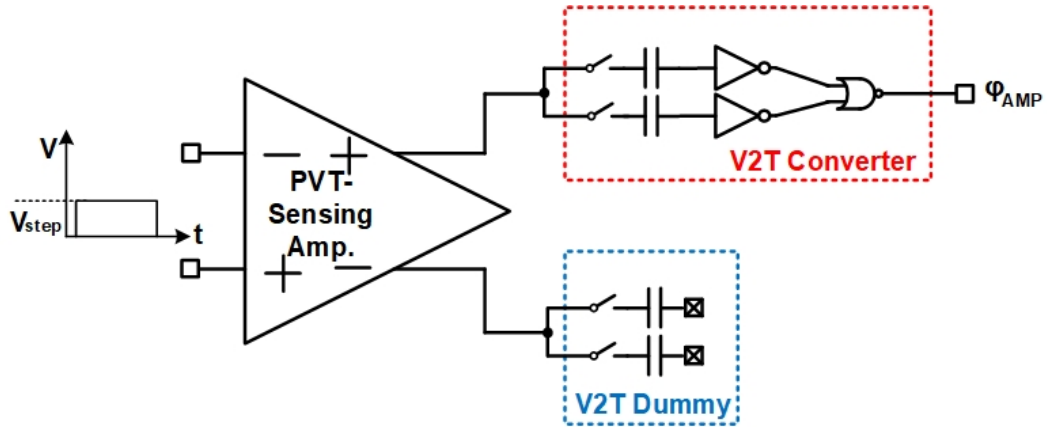 V2T Converter
φAMP
V
Vstep
t
− +
PVT-
Sensing
Amp.
+ −
V2T Dummy